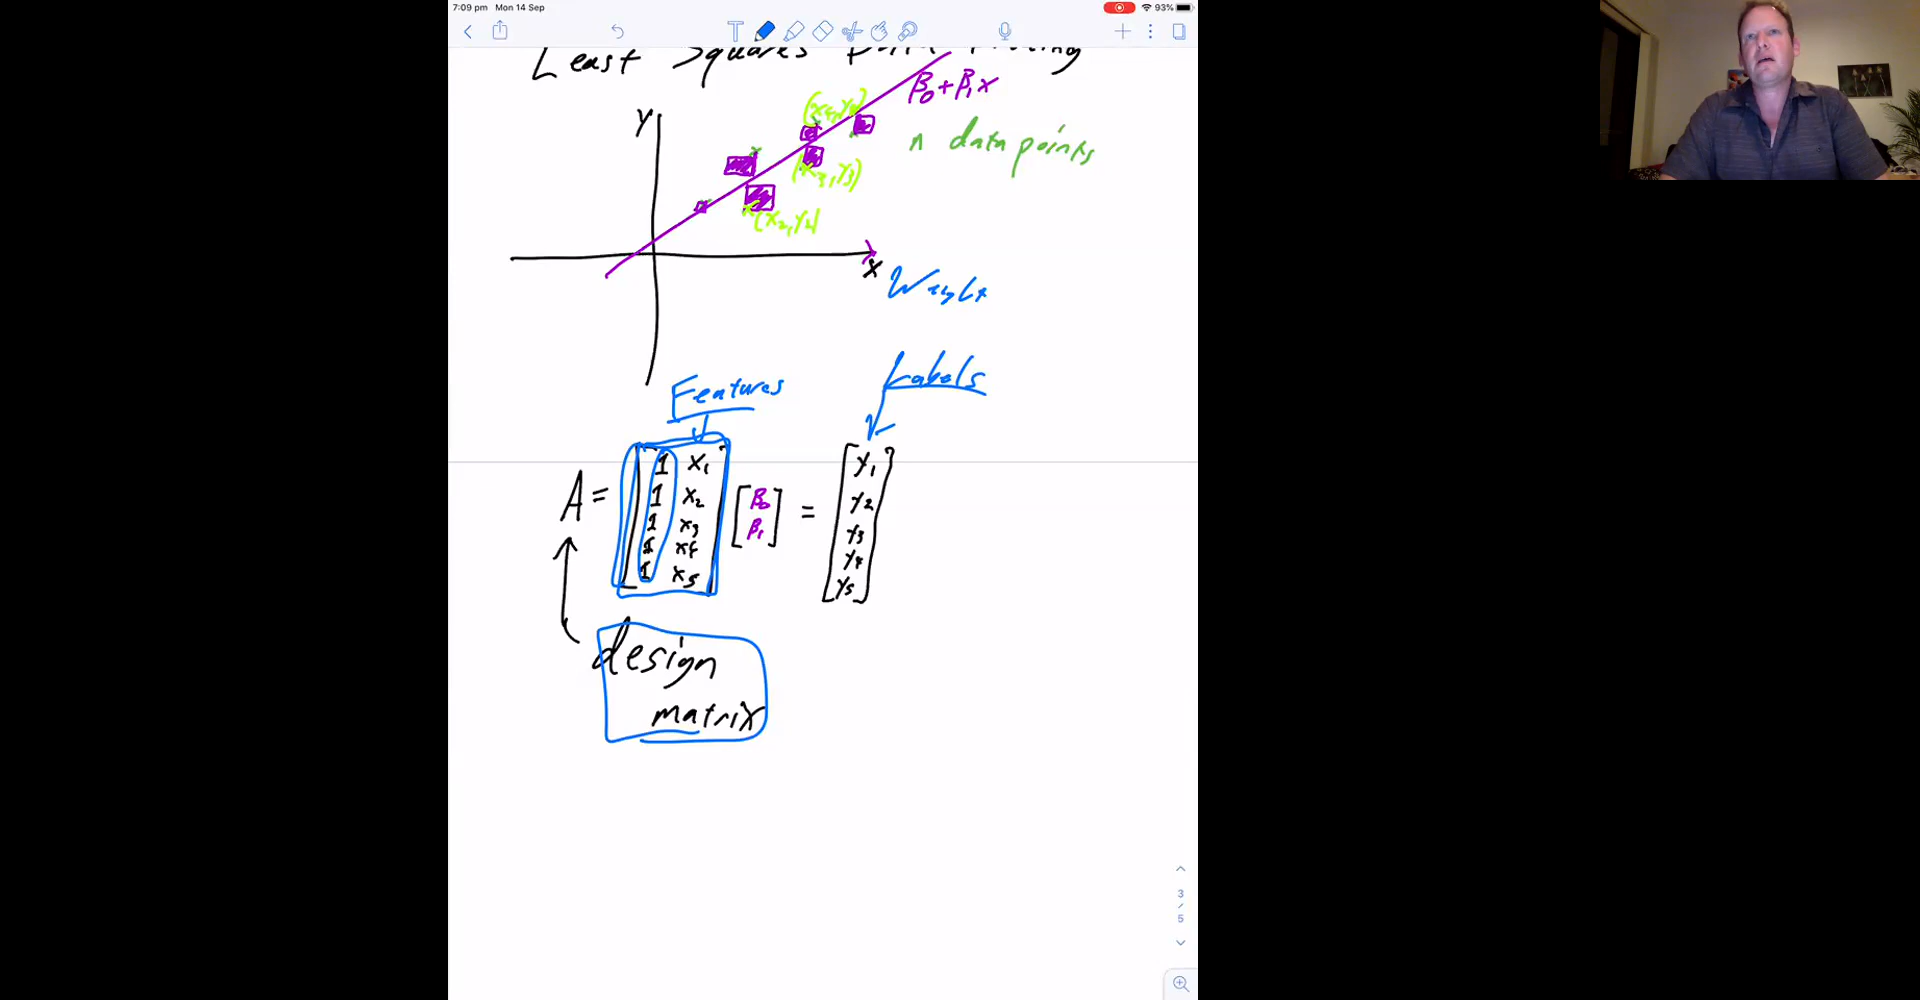 7:09 pm Mon 14 Sep
93%
Least Squares
β₀+β₁x
Y
(x₄,y₄)
n data points
(x₃,y₃)
(x₂,y₂)
x
Weight
Labels
Features
A = [1 x₁ [β₀ = [y₁
1 x₂ β₁] y₂
1 x₃ y₃
1 x₄ y₄
1 x₅] y₅]
design
matrix
3
/
5